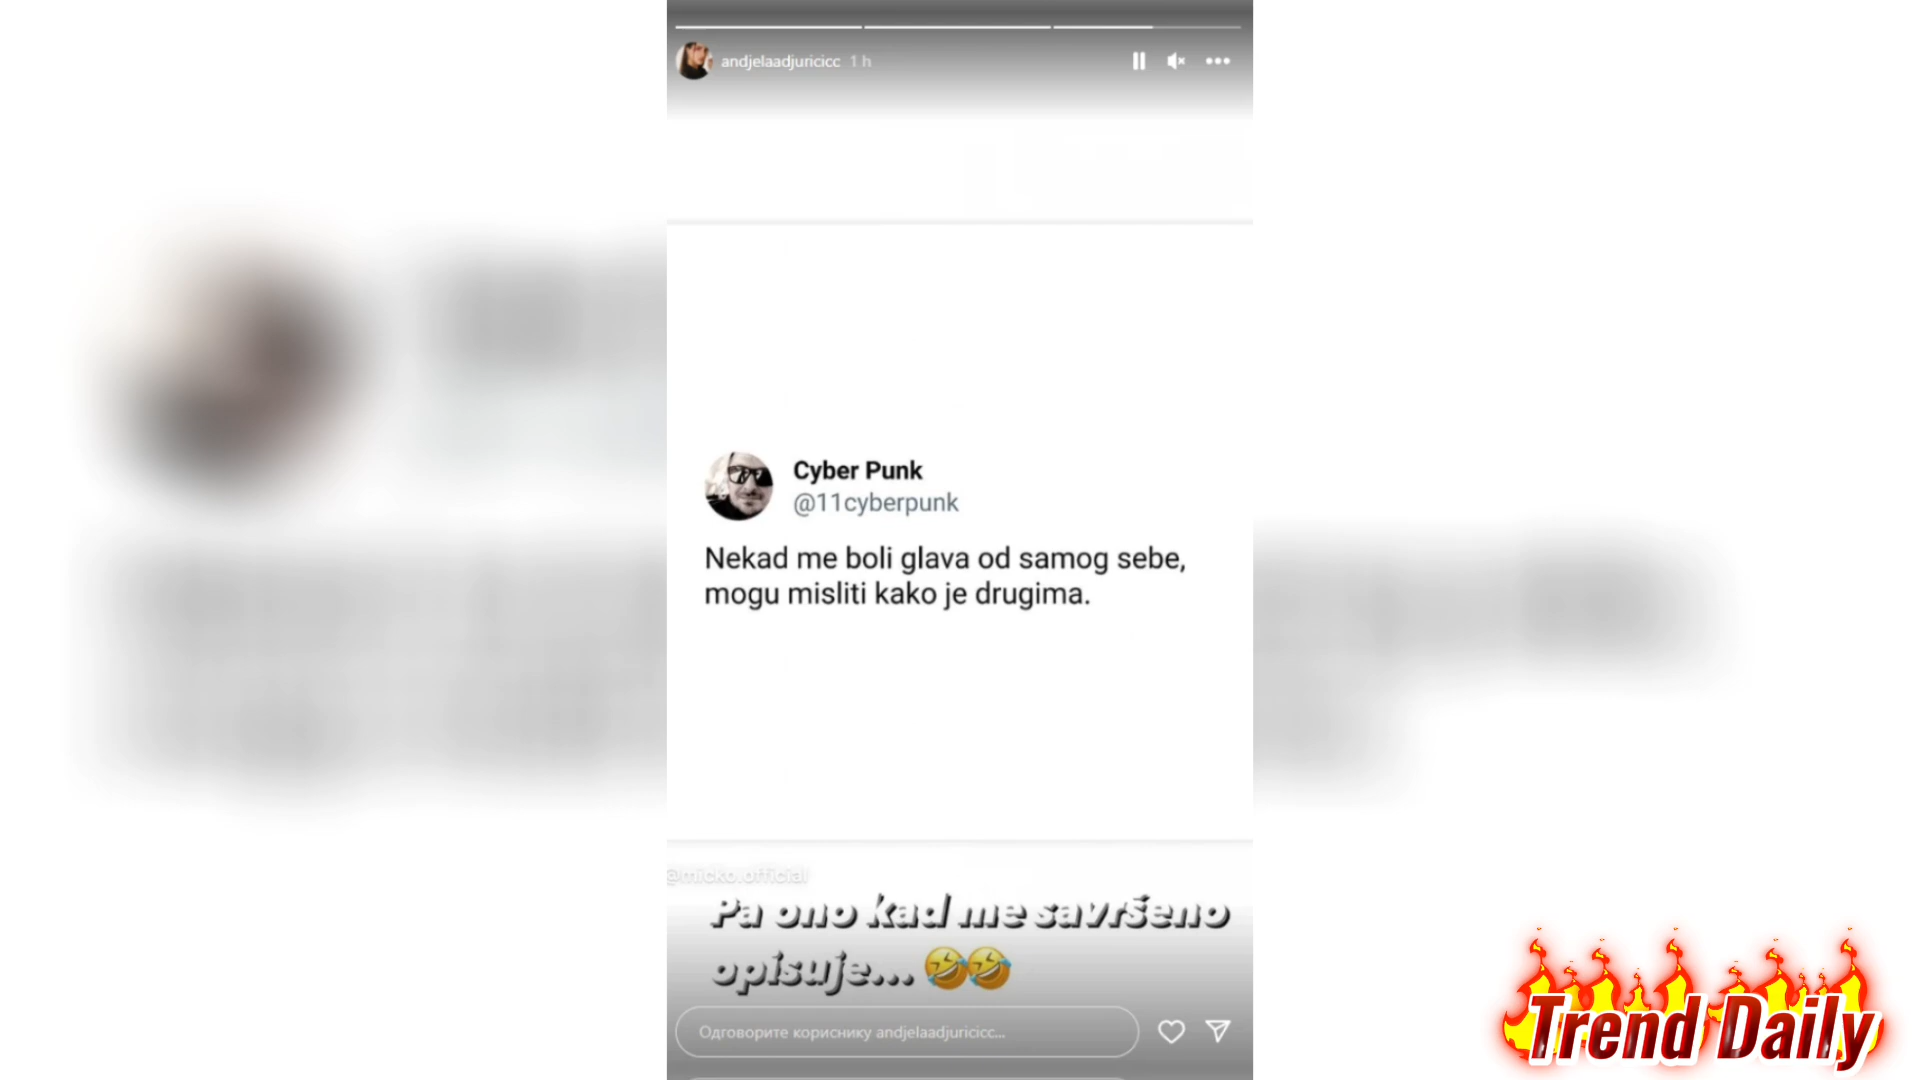 andjelaadjuricicc 1 h
Cyber Punk
@11cyberpunk
Nekad me boli glava od samog sebe,
mogu misliti kako je drugima.
@micko.official
Pa ono kad me savršeno
opisuje... 🤣🤣
Одговорите кориснику andjelaadjuricicc...
Trend Daily